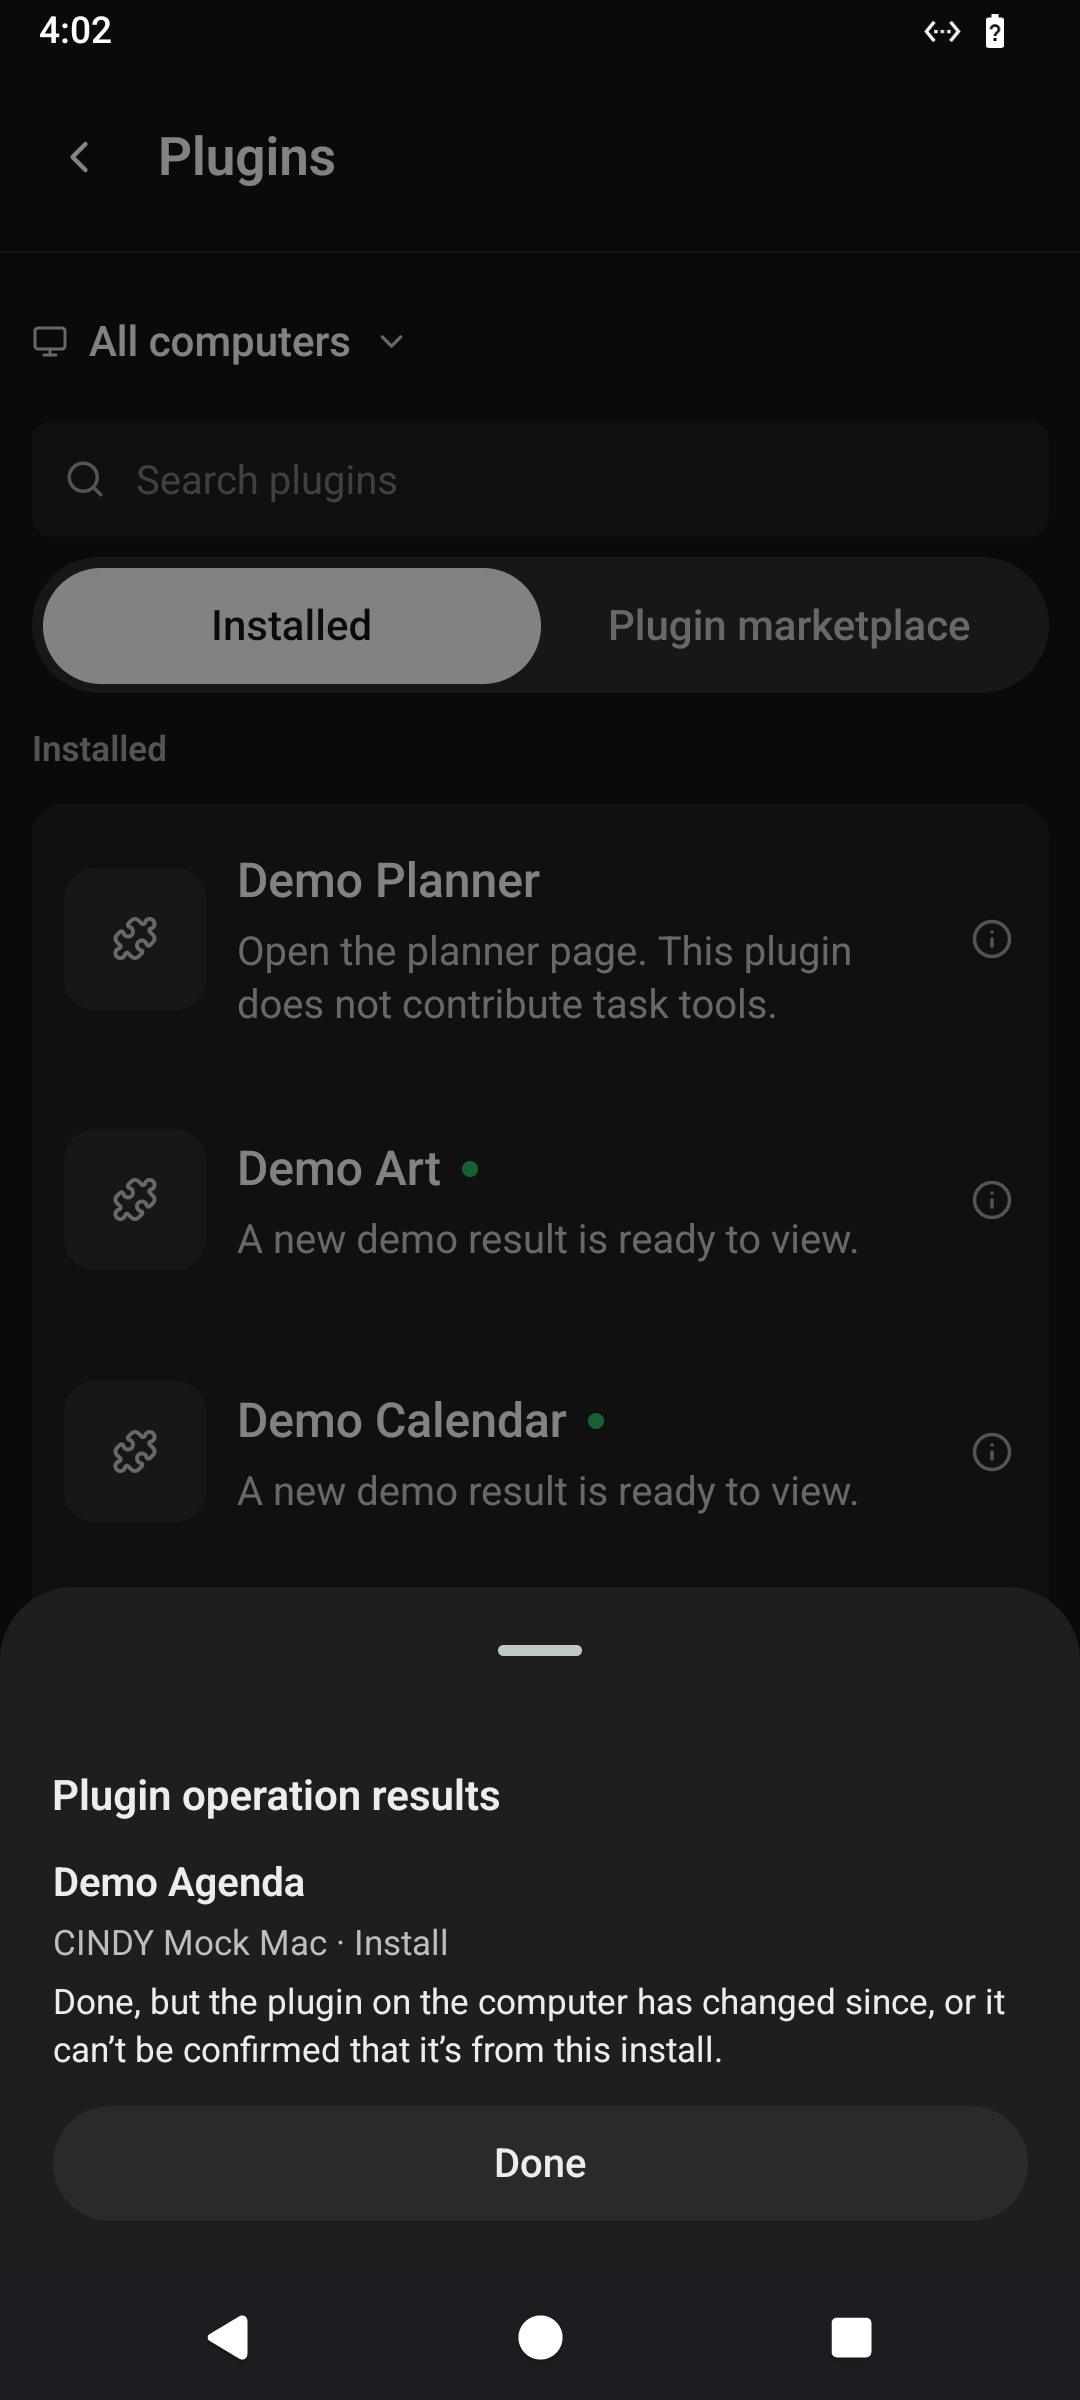 4:02
Plugins
All computers
Search plugins
Installed
Plugin marketplace
Installed
Demo Planner
Open the planner page. This plugin
does not contribute task tools.
Demo Art
A new demo result is ready to view.
Demo Calendar
A new demo result is ready to view.
Plugin operation results
Demo Agenda
CINDY Mock Mac · Install
Done, but the plugin on the computer has changed since, or it
can’t be confirmed that it’s from this install.
Done